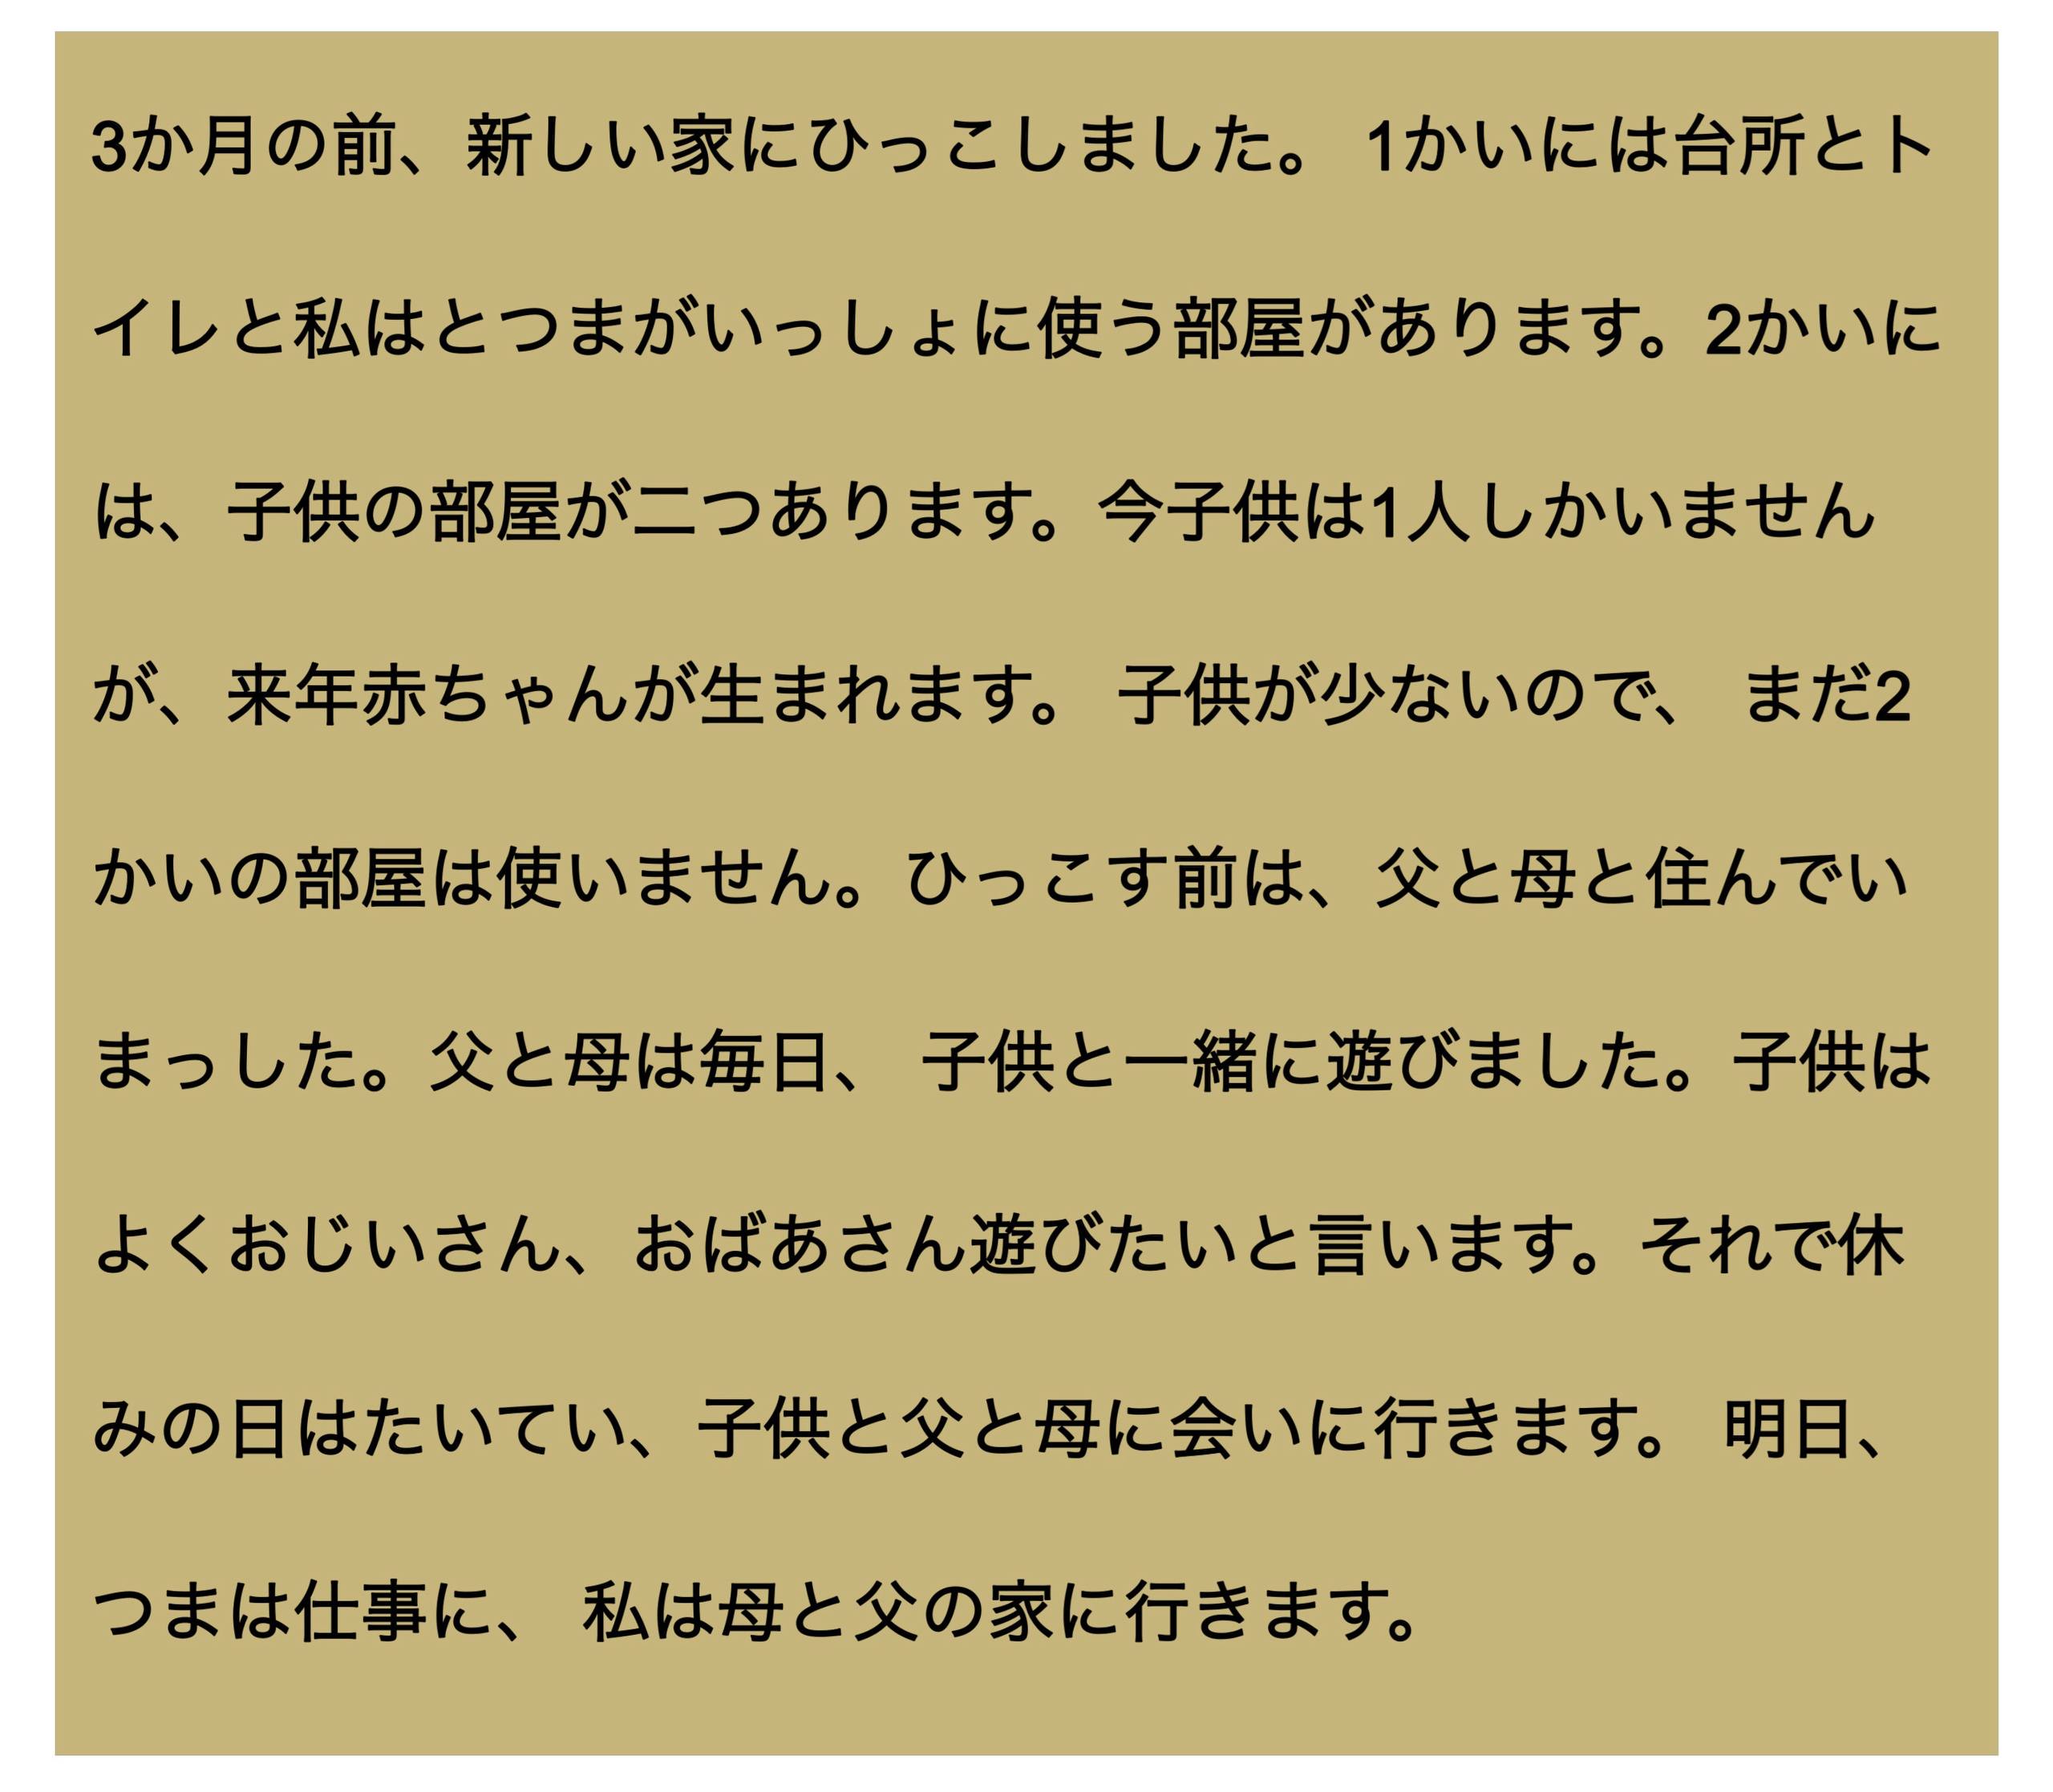 3か月の前、 新しい家にひっこしました。 1かいには台所とト
イレと私はとつまがいっしょに使う部屋があります。2かいに
は、子供の部屋が二つあります。今子供は1人しかいません
が、来年赤ちゃんが生まれます。 子供が少ないので、 まだ2
かいの部屋は使いません。 ひっこす前は、父と母と住んでい
まっした。父と母は毎日、 子供と一緒に遊びました。子供は
よくおじいさん、おばあさん遊びたいと言います。それで休
みの日はたいてい、子供と父と母に会いに行きます。 明日、
つまは仕事に、 私は母と父の家に行きます。